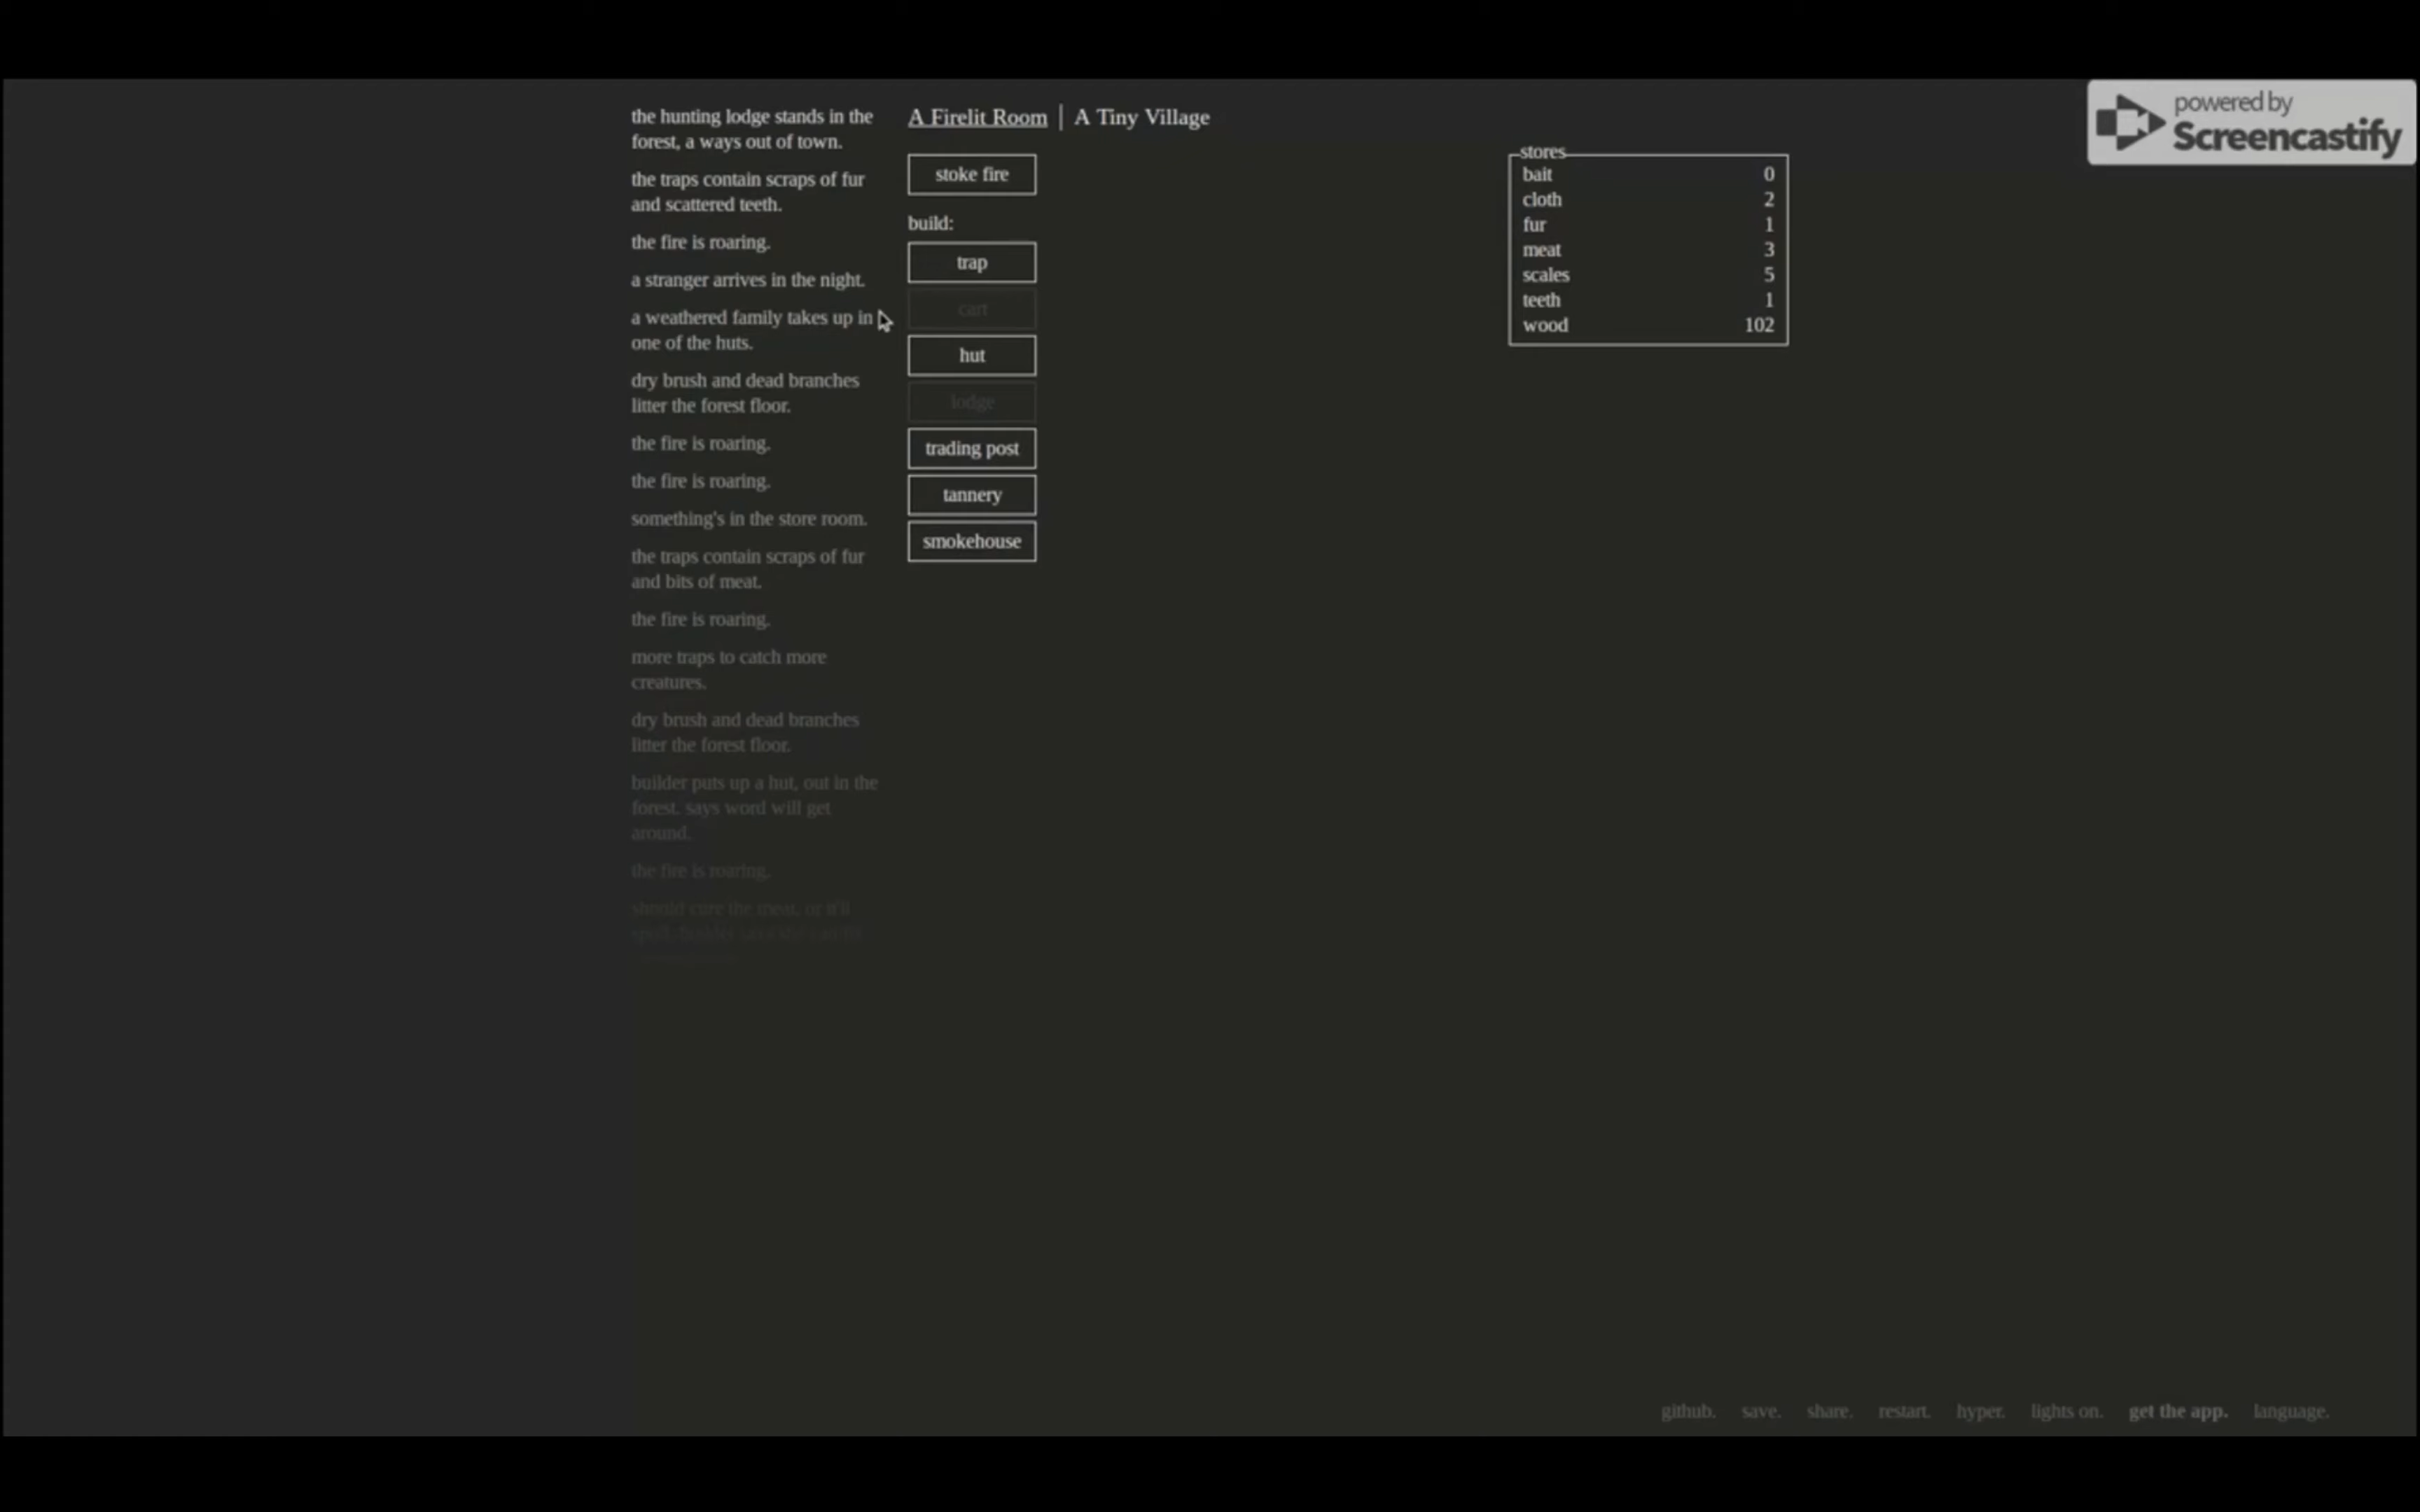 powered by
Screencastify
the hunting lodge stands in the
forest, a ways out of town.
the traps contain scraps of fur
and scattered teeth.
the fire is roaring.
a stranger arrives in the night.
a weathered family takes up in
one of the huts.
dry brush and dead branches
litter the forest floor.
the fire is roaring.
the fire is roaring.
something's in the store room.
the traps contain scraps of fur
and bits of meat.
the fire is roaring.
more traps to catch more
creatures.
dry brush and dead branches
litter the forest floor.
builder puts up a hut, out in the
forest. says word will get
around.
the fire is roaring.
should cure the meat, or it'll
A Firelit Room | A Tiny Village
stoke fire
build:
trap
cart
hut
lodge
trading post
tannery
smokehouse
stores
bait 0
cloth 2
fur 1
meat 3
scales 5
teeth 1
wood 102
github. save. share. restart. hyper. lights on. get the app. language.